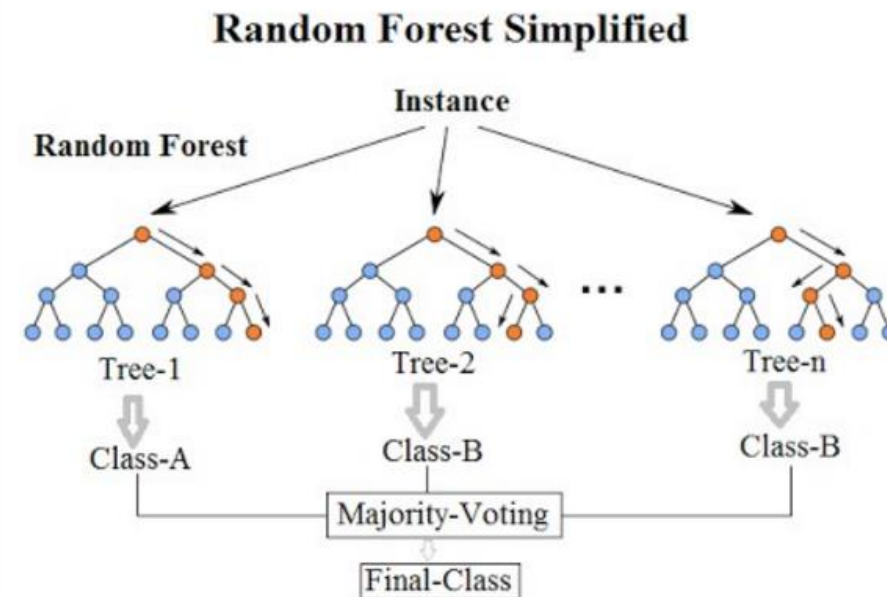 Random Forest Simplified
Instance
Random Forest
...
Tree-1
Tree-2
Tree-n
Class-A
Class-B
Class-B
Majority-Voting
Final-Class